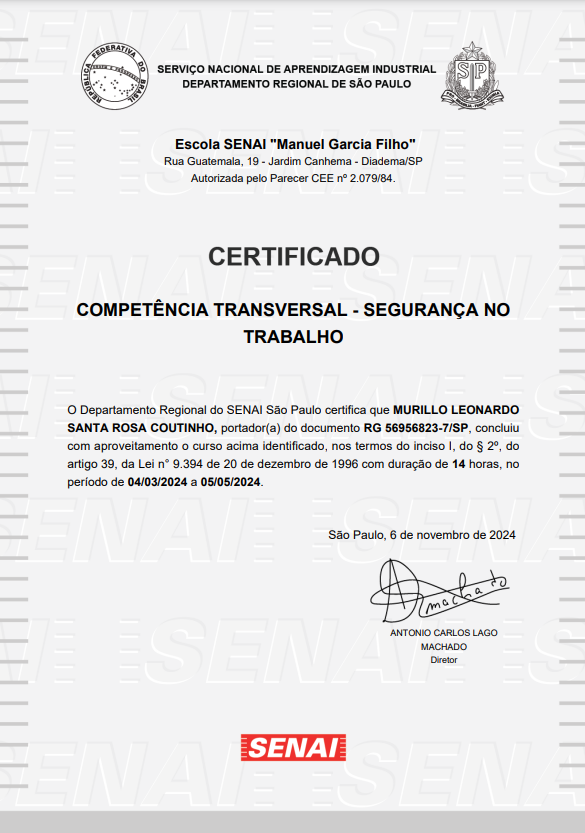 REPÚBLICA FEDERATIVA DO BRASIL
SERVIÇO NACIONAL DE APRENDIZAGEM INDUSTRIAL
DEPARTAMENTO REGIONAL DE SÃO PAULO
SP
Escola SENAI "Manuel Garcia Filho"
Rua Guatemala, 19 - Jardim Canhema - Diadema/SP
Autorizada pelo Parecer CEE nº 2.079/84.
CERTIFICADO
COMPETÊNCIA TRANSVERSAL - SEGURANÇA NO
TRABALHO
O Departamento Regional do SENAI São Paulo certifica que MURILLO LEONARDO
SANTA ROSA COUTINHO, portador(a) do documento RG 56956823-7/SP, concluiu
com aproveitamento o curso acima identificado, nos termos do inciso I, do § 2º, do
artigo 39, da Lei n° 9.394 de 20 de dezembro de 1996 com duração de 14 horas, no
período de 04/03/2024 a 05/05/2024.
São Paulo, 6 de novembro de 2024
Machado
ANTONIO CARLOS LAGO
MACHADO
Diretor
SENAI